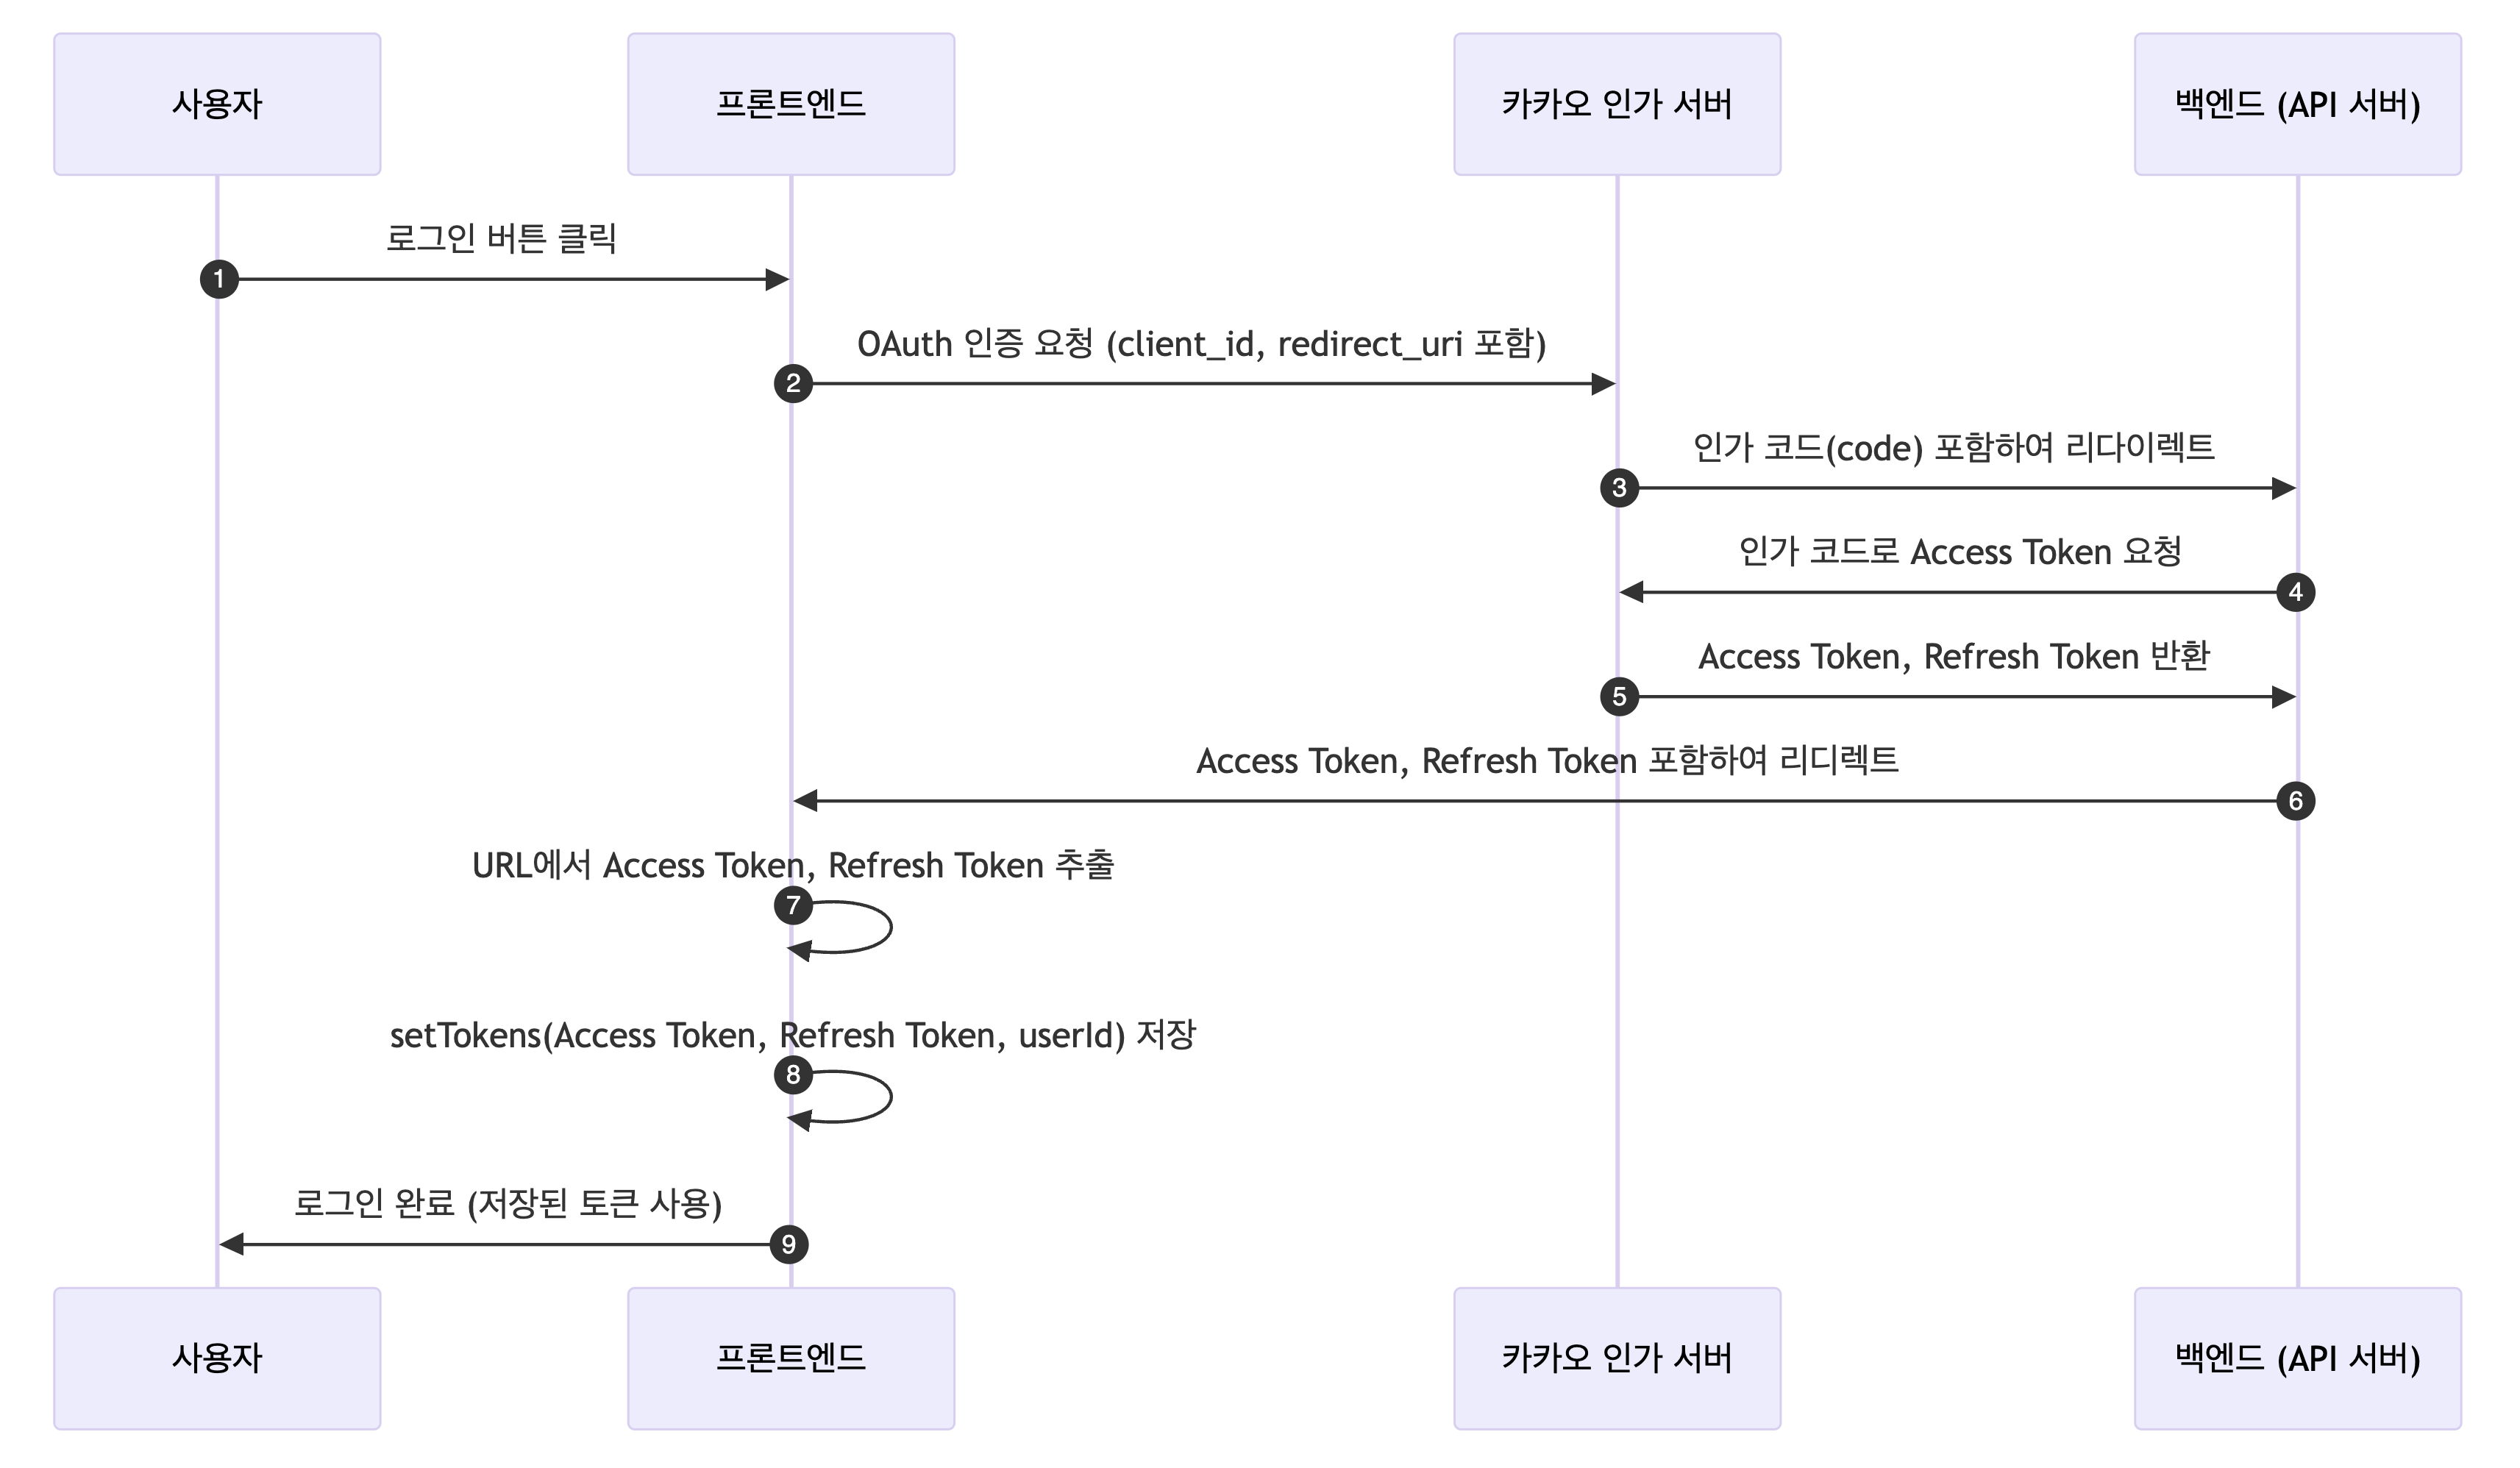 사용자
프론트엔드
카카오 인가 서버
백엔드 (API 서버)
로그인 버튼 클릭
1
OAuth 인증 요청 (client_id, redirect_uri 포함)
2
인가 코드(code) 포함하여 리다이렉트
3
인가 코드로 Access Token 요청
4
Access Token, Refresh Token 반환
5
Access Token, Refresh Token 포함하여 리디렉트
6
URL에서 Access Token, Refresh Token 추출
7
setTokens(Access Token, Refresh Token, userId) 저장
8
로그인 완료 (저장된 토큰 사용)
9
사용자
프론트엔드
카카오 인가 서버
백엔드 (API 서버)